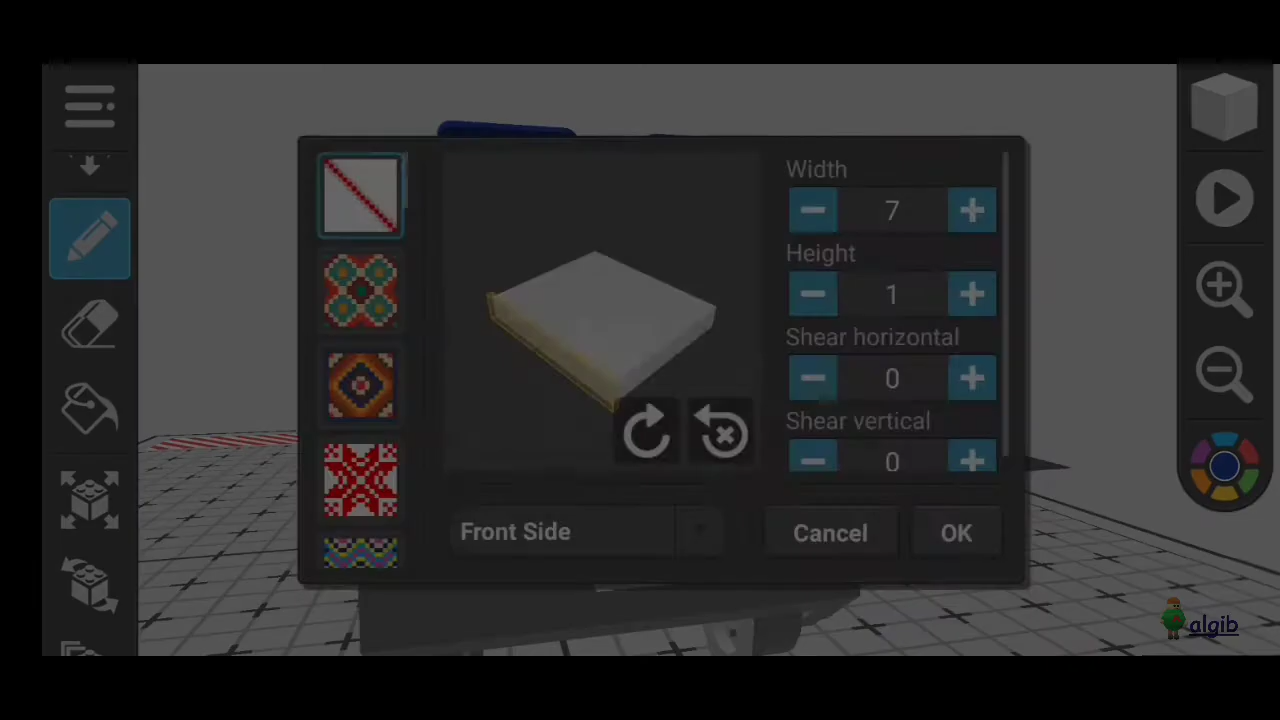 Width
7
Height
1
Shear horizontal
0
Shear vertical
0
Front Side
Cancel
OK
algib